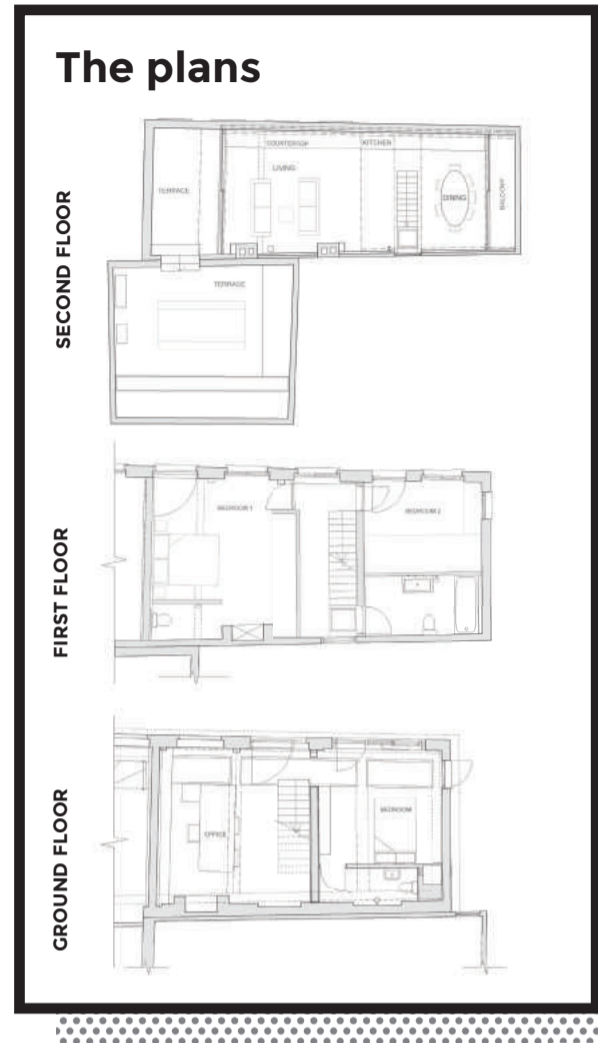 The plans
SECOND FLOOR
COUNTERTOP
KITCHEN
LIVING
TERRACE
DINING
BALCONY
TERRACE
FIRST FLOOR
BEDROOM 1
BEDROOM 2
GROUND FLOOR
BEDROOM
OFFICE